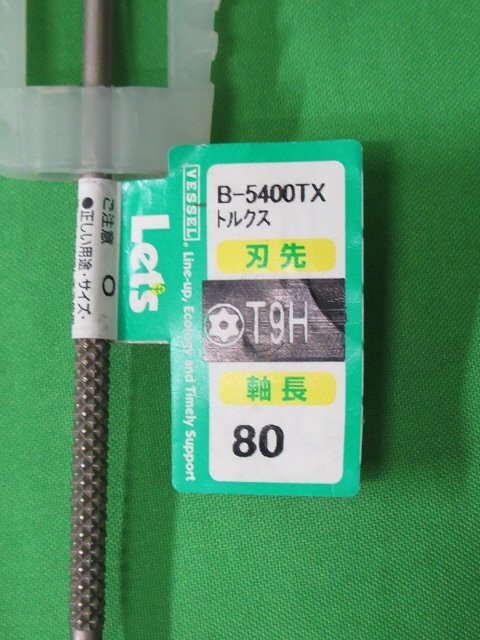 B-5400TX
トルクス
刃先
T9H
軸長
80
VESSEL. Line-up, Ecology and Timely Support
Let's
ご注意
●正しい用途・サイズ、